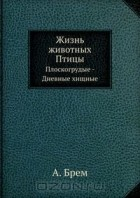 Жизнь
животных
Птицы
Плоскогрудые -
Дневные хищные
А. Брем